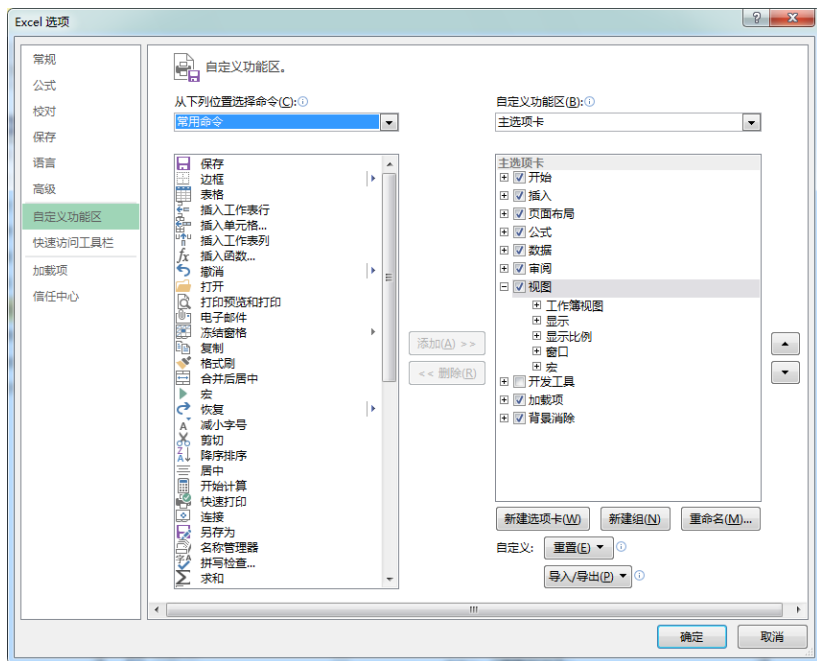 Excel 选项
常规
公式
校对
保存
语言
高级
自定义功能区
快速访问工具栏
加载项
信任中心
自定义功能区。
从下列位置选择命令(C):
常用命令
保存
边框
表格
插入工作表行
插入单元格...
插入工作表列
插入函数...
撤消
打开
打印预览和打印
电子邮件
冻结窗格
复制
格式刷
合并后居中
宏
恢复
减小字号
剪切
降序排序
居中
开始计算
快速打印
连接
另存为
名称管理器
拼写检查...
求和
添加(A) >>
<< 删除(R)
自定义功能区(B):
主选项卡
主选项卡
开始
插入
页面布局
公式
数据
审阅
视图
工作簿视图
显示
显示比例
窗口
宏
开发工具
加载项
背景消除
新建选项卡(W) 新建组(N) 重命名(M)...
自定义: 重置(E)
导入/导出(P)
确定 取消